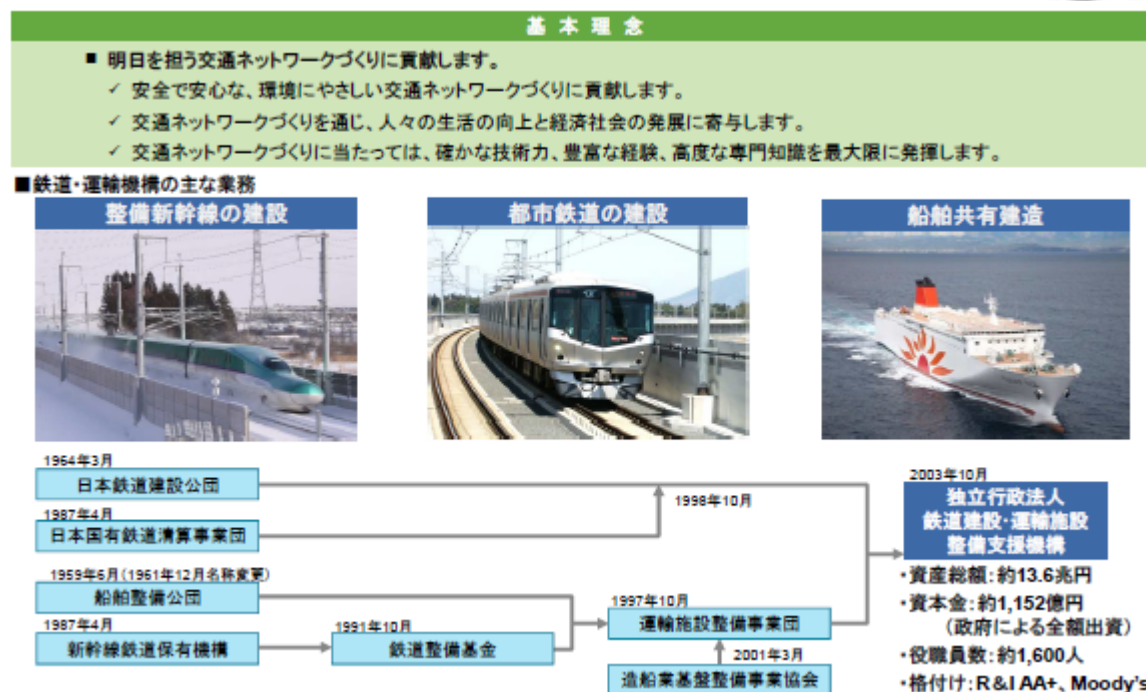 基本理念
■ 明日を担う交通ネットワークづくりに貢献します。
✓ 安全で安心な、環境にやさしい交通ネットワークづくりに貢献します。
✓ 交通ネットワークづくりを通じ、人々の生活の向上と経済社会の発展に寄与します。
✓ 交通ネットワークづくりに当たっては、確かな技術力、豊富な経験、高度な専門知識を最大限に発揮します。
■鉄道・運輸機構の主な業務
整備新幹線の建設
都市鉄道の建設
船舶共有建造
1964年3月
日本鉄道建設公団
1987年4月
日本国有鉄道清算事業団
1998年10月
1959年6月(1961年12月名称変更)
船舶整備公団
1987年4月
新幹線鉄道保有機構
1991年10月
鉄道整備基金
1997年10月
運輸施設整備事業団
2001年3月
造船業基盤整備事業協会
2003年10月
独立行政法人
鉄道建設・運輸施設
整備支援機構
・資産総額:約13.6兆円
・資本金:約1,152億円
(政府による全額出資)
・役職員数:約1,600人
・格付け:R&I AA+、Moody's